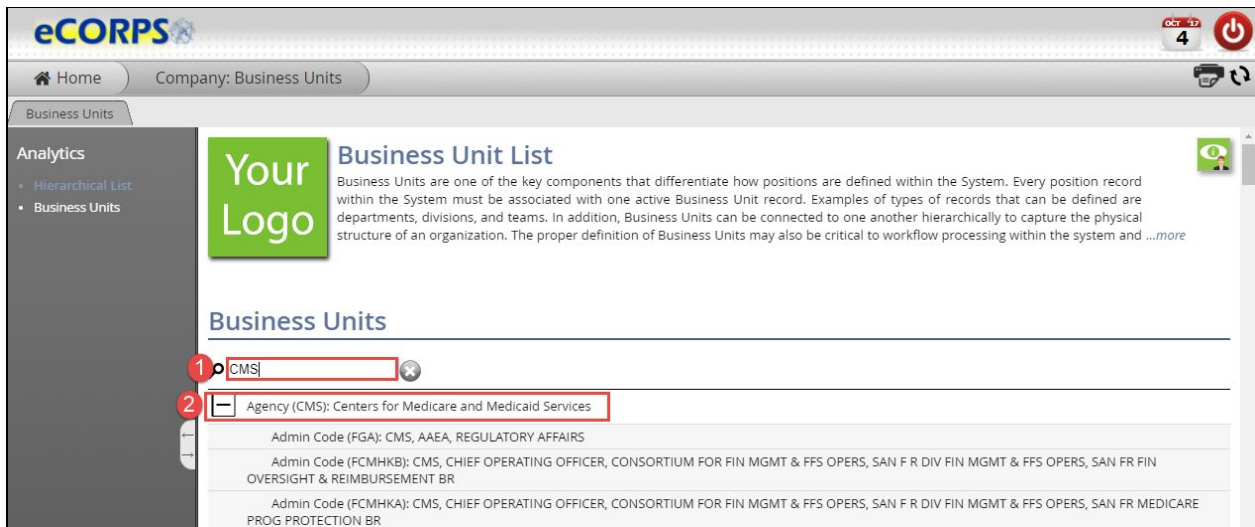 eCORPS
OCT '17
4
Home
Company: Business Units
Business Units
Analytics
• Hierarchical List
• Business Units
Your
Logo
Business Unit List
Business Units are one of the key components that differentiate how positions are defined within the System. Every position record
within the System must be associated with one active Business Unit record. Examples of types of records that can be defined are
departments, divisions, and teams. In addition, Business Units can be connected to one another hierarchically to capture the physical
structure of an organization. The proper definition of Business Units may also be critical to workflow processing within the system and ...more
Business Units
1
CMS
2
Agency (CMS): Centers for Medicare and Medicaid Services
Admin Code (FGA): CMS, AAEA, REGULATORY AFFAIRS
Admin Code (FCMHKB): CMS, CHIEF OPERATING OFFICER, CONSORTIUM FOR FIN MGMT & FFS OPERS, SAN F R DIV FIN MGMT & FFS OPERS, SAN FR FIN
OVERSIGHT & REIMBURSEMENT BR
Admin Code (FCMHKA): CMS, CHIEF OPERATING OFFICER, CONSORTIUM FOR FIN MGMT & FFS OPERS, SAN F R DIV FIN MGMT & FFS OPERS, SAN FR MEDICARE
PROG PROTECTION BR